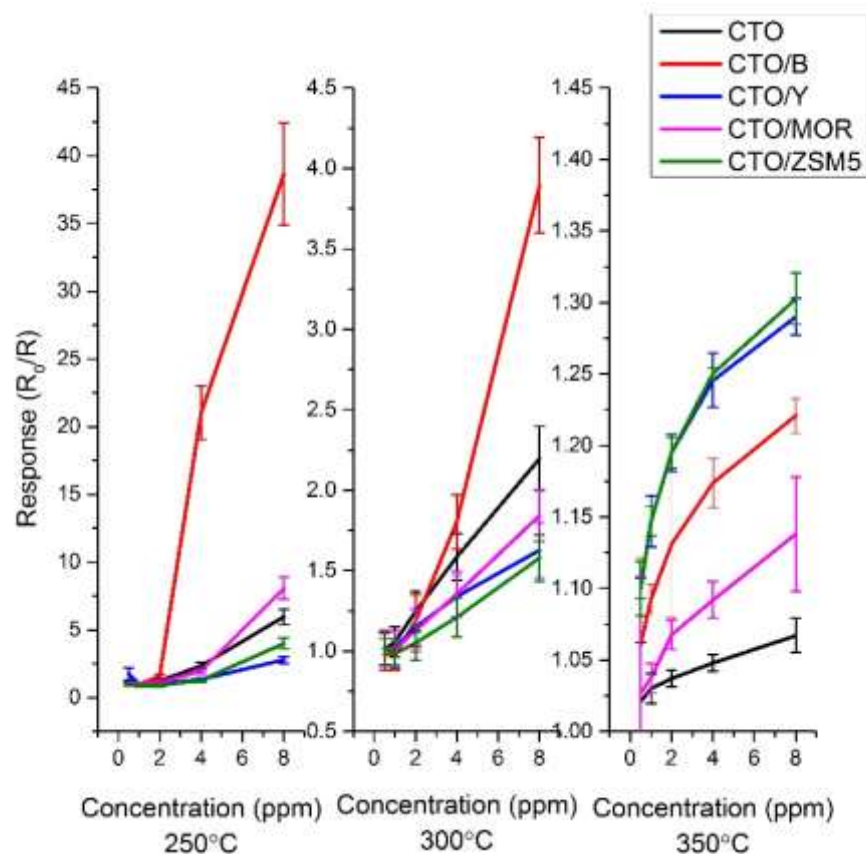 CTO
CTO/B
CTO/Y
CTO/MOR
CTO/ZSM5
Response (R0/R)
45
40
35
30
25
20
15
10
5
0
0 2 4 6 8
Concentration (ppm)
250°C
4.5
4.0
3.5
3.0
2.5
2.0
1.5
1.0
0.5
0 2 4 6 8
Concentration (ppm)
300°C
1.45
1.40
1.35
1.30
1.25
1.20
1.15
1.10
1.05
1.00
0 2 4 6 8
Concentration (ppm)
350°C